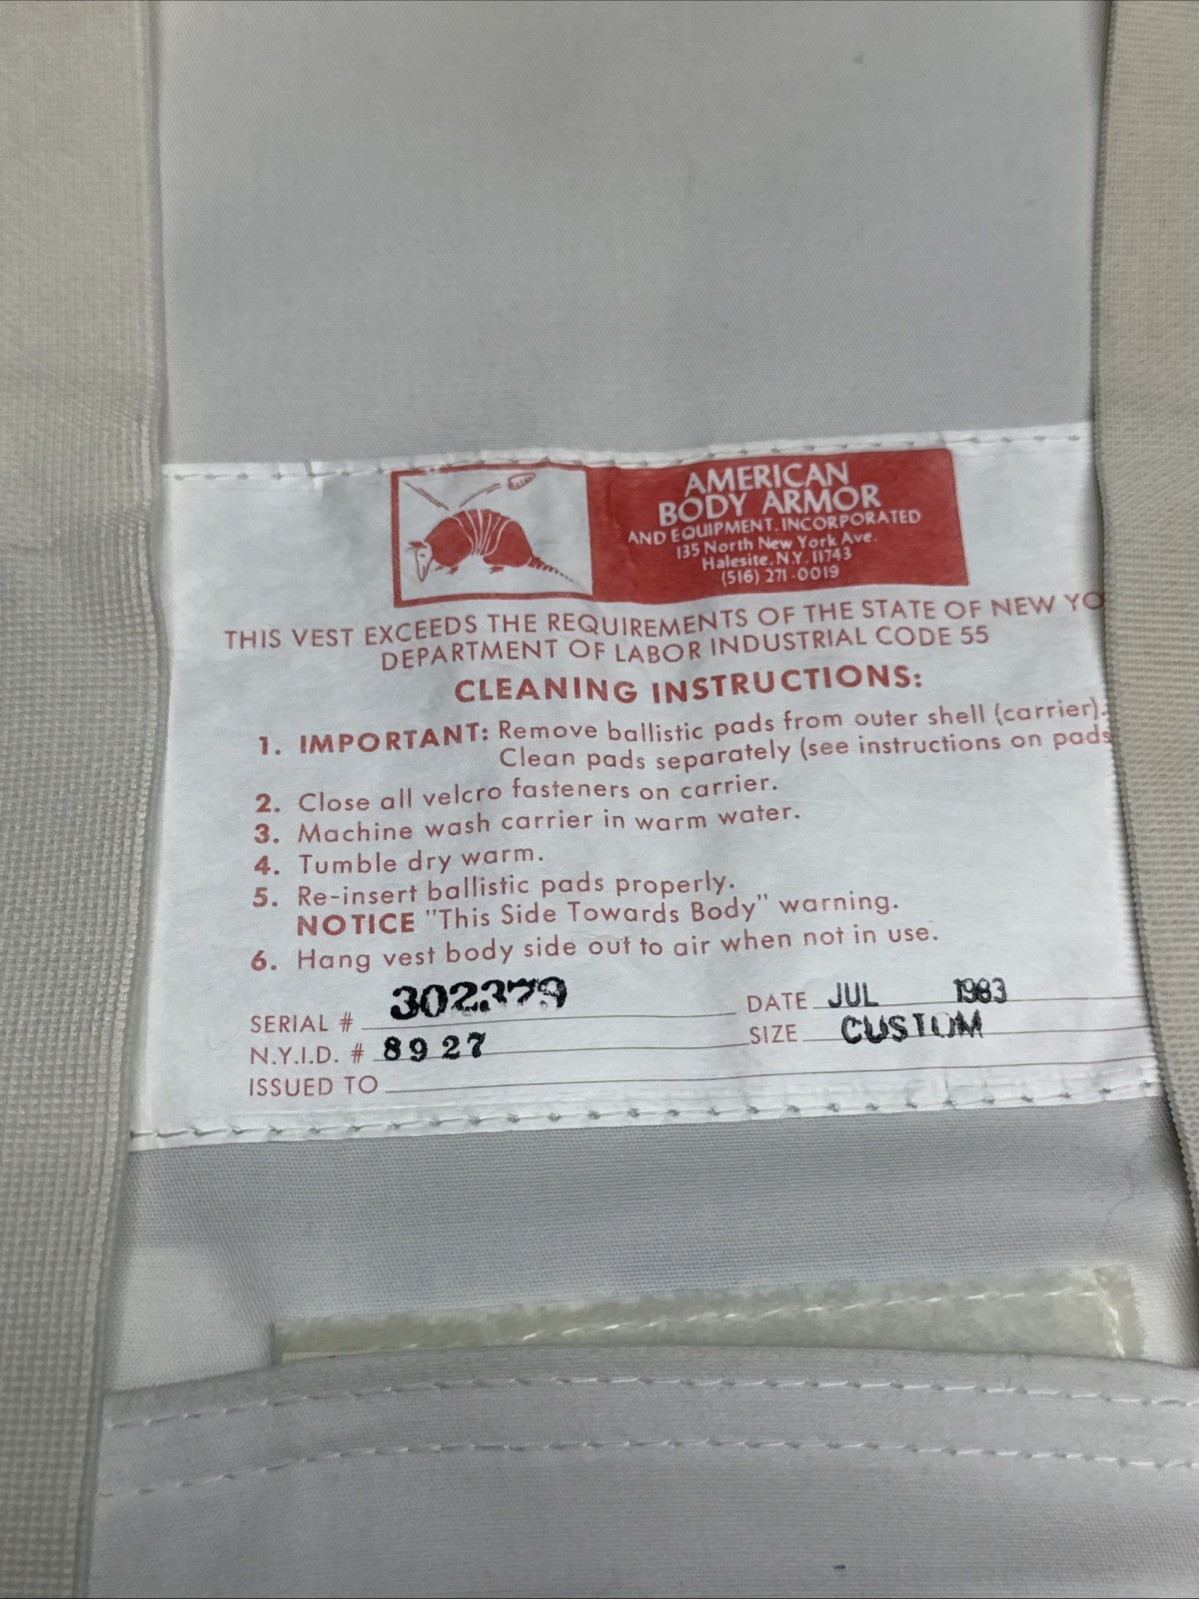 AMERICAN
BODY ARMOR
AND EQUIPMENT, INCORPORATED
135 North New York Ave.
Halesite, N.Y. 11743
(516) 271-0019
THIS VEST EXCEEDS THE REQUIREMENTS OF THE STATE OF NEW YO
DEPARTMENT OF LABOR INDUSTRIAL CODE 55
CLEANING INSTRUCTIONS:
1. IMPORTANT: Remove ballistic pads from outer shell (carrier).
Clean pads separately (see instructions on pads
2. Close all velcro fasteners on carrier.
3. Machine wash carrier in warm water.
4. Tumble dry warm.
5. Re-insert ballistic pads properly.
NOTICE "This Side Towards Body" warning.
6. Hang vest body side out to air when not in use.
SERIAL # 302379 DATE JUL 1983
N.Y.I.D. # 8927 SIZE CUSTOM
ISSUED TO